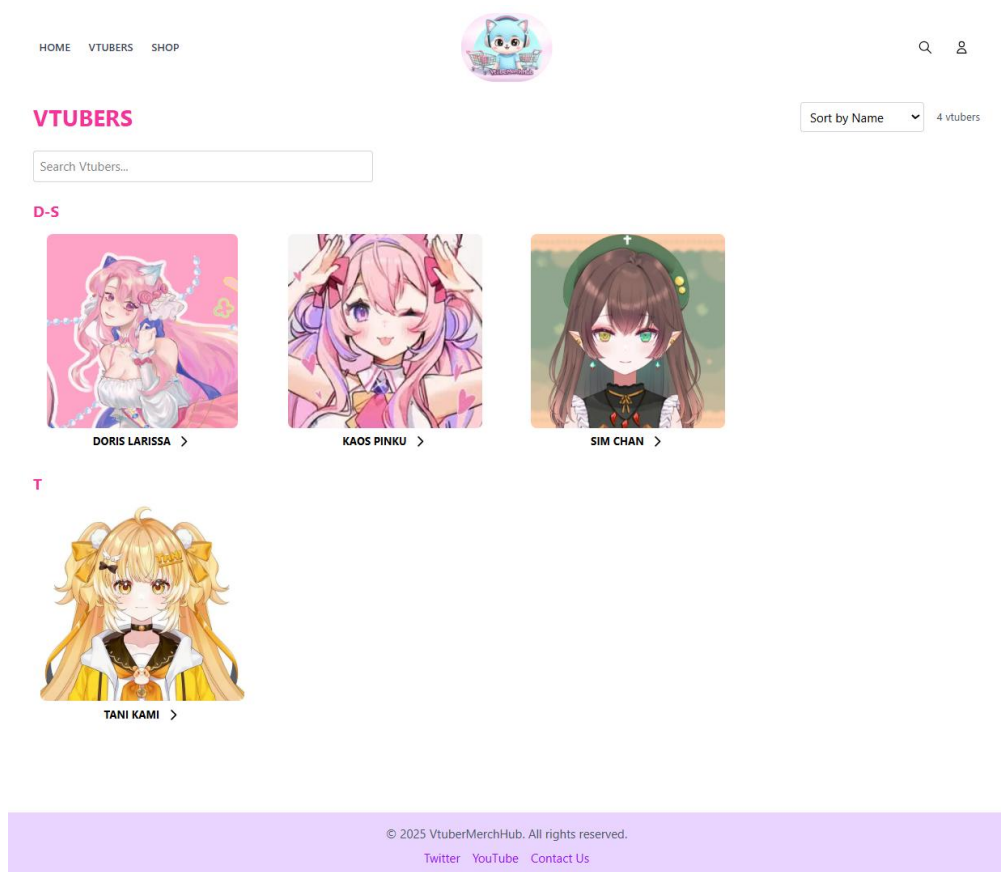 HOME VTUBERS SHOP
VTUBERS
Sort by Name
4 vtubers
Search Vtubers...
D-S
DORIS LARISSA
KAOS PINKU
SIM CHAN
T
TANI KAMI
© 2025 VtuberMerchHub. All rights reserved.
Twitter YouTube Contact Us